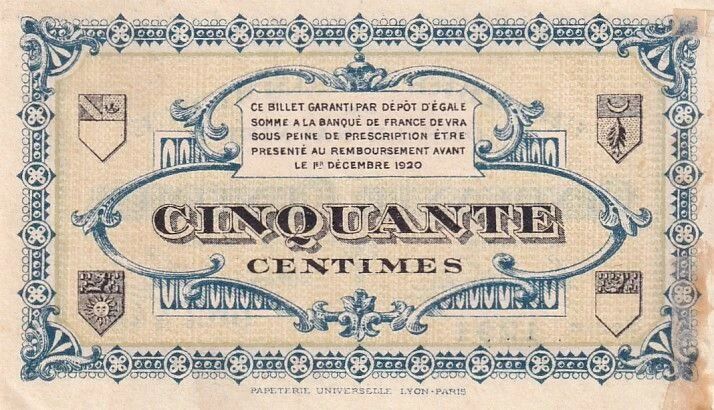 CE BILLET GARANTI PAR DÉPÔT D'ÉGALE
SOMME A LA BANQUE DE FRANCE DEVRA
SOUS PEINE DE PRESCRIPTION ÊTRE
PRESENTÉ AU REMBOURSEMENT AVANT
LE 1ER DÉCEMBRE 1920
CINQUANTE
CENTIMES
PAPETERIE UNIVERSELLE LYON-PARIS